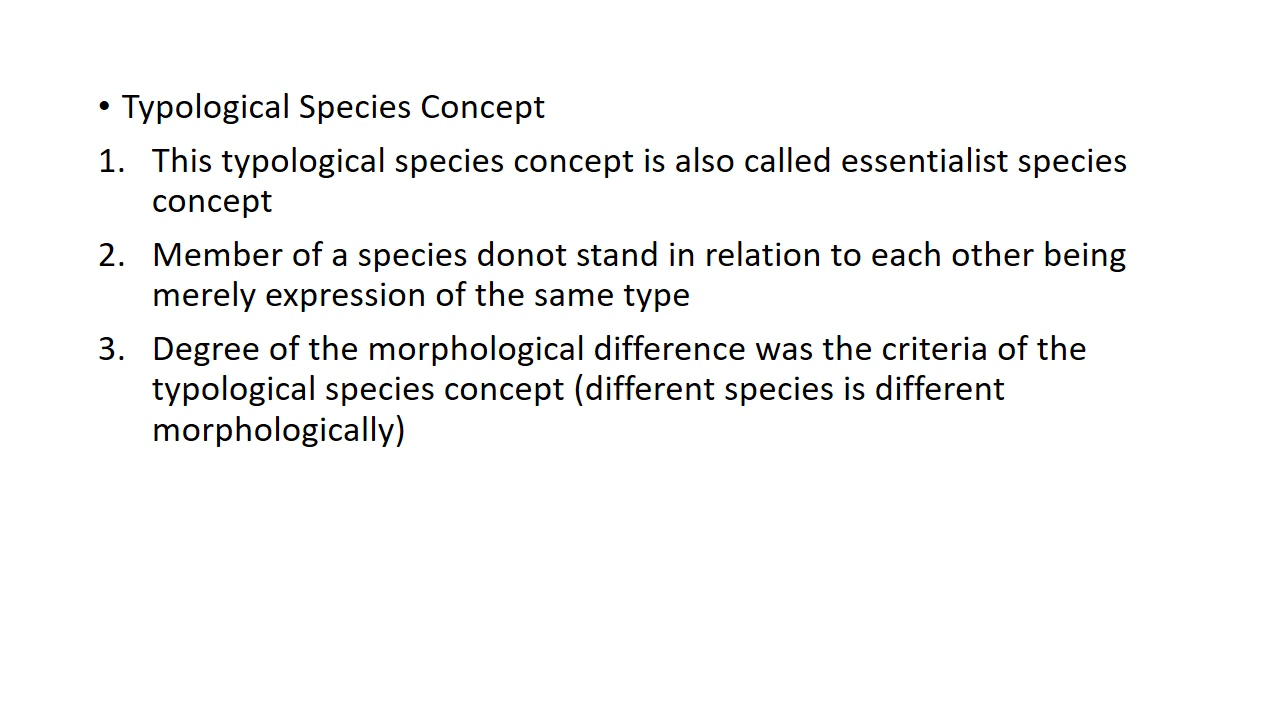 • Typological Species Concept
1. This typological species concept is also called essentialist species
concept
2. Member of a species donot stand in relation to each other being
merely expression of the same type
3. Degree of the morphological difference was the criteria of the
typological species concept (different species is different
morphologically)